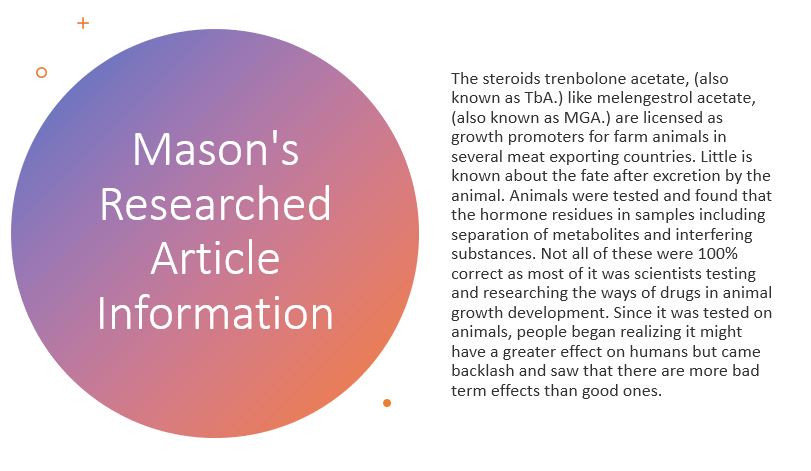 Mason's
Researched
Article
Information
The steroids trenbolone acetate, (also
known as TbA.) like melengestrol acetate,
(also known as MGA.) are licensed as
growth promoters for farm animals in
several meat exporting countries. Little is
known about the fate after excretion by the
animal. Animals were tested and found that
the hormone residues in samples including
separation of metabolites and interfering
substances. Not all of these were 100%
correct as most of it was scientists testing
and researching the ways of drugs in animal
growth development. Since it was tested on
animals, people began realizing it might
have a greater effect on humans but came
backlash and saw that there are more bad
term effects than good ones.